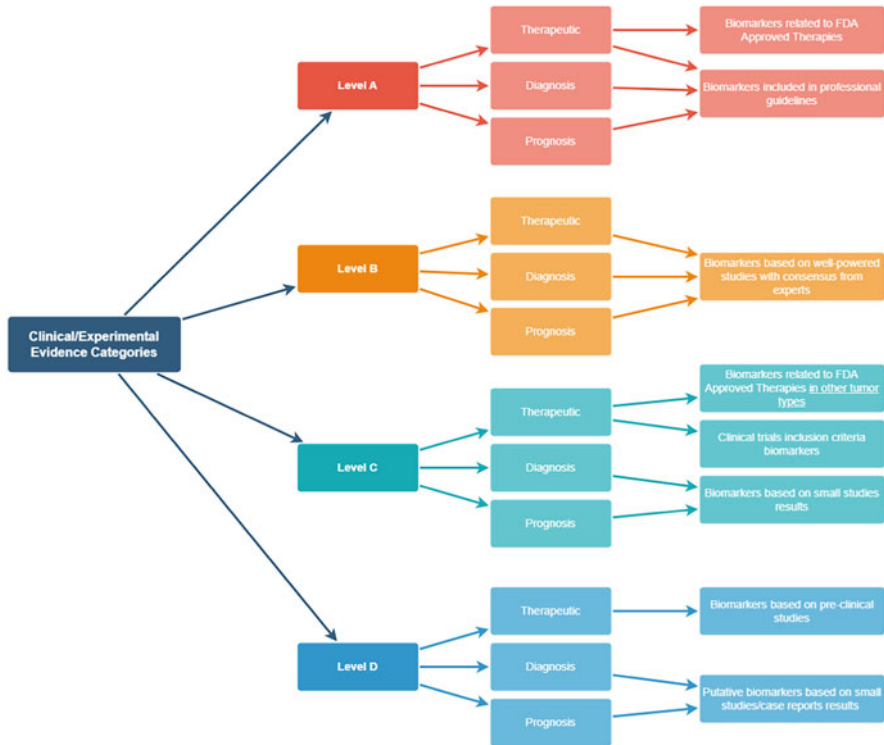 Clinical/Experimental
Evidence Categories
Level A
Therapeutic
Diagnosis
Prognosis
Biomarkers related to FDA
Approved Therapies
Biomarkers included in professional
guidelines
Level B
Therapeutic
Diagnosis
Prognosis
Biomarkers based on well-powered
studies with consensus from
experts
Level C
Therapeutic
Diagnosis
Prognosis
Biomarkers related to FDA
Approved Therapies in other tumor
types
Clinical trials inclusion criteria
biomarkers
Biomarkers based on small studies
results
Level D
Therapeutic
Diagnosis
Prognosis
Biomarkers based on pre-clinical
studies
Putative biomarkers based on small
studies/case reports results